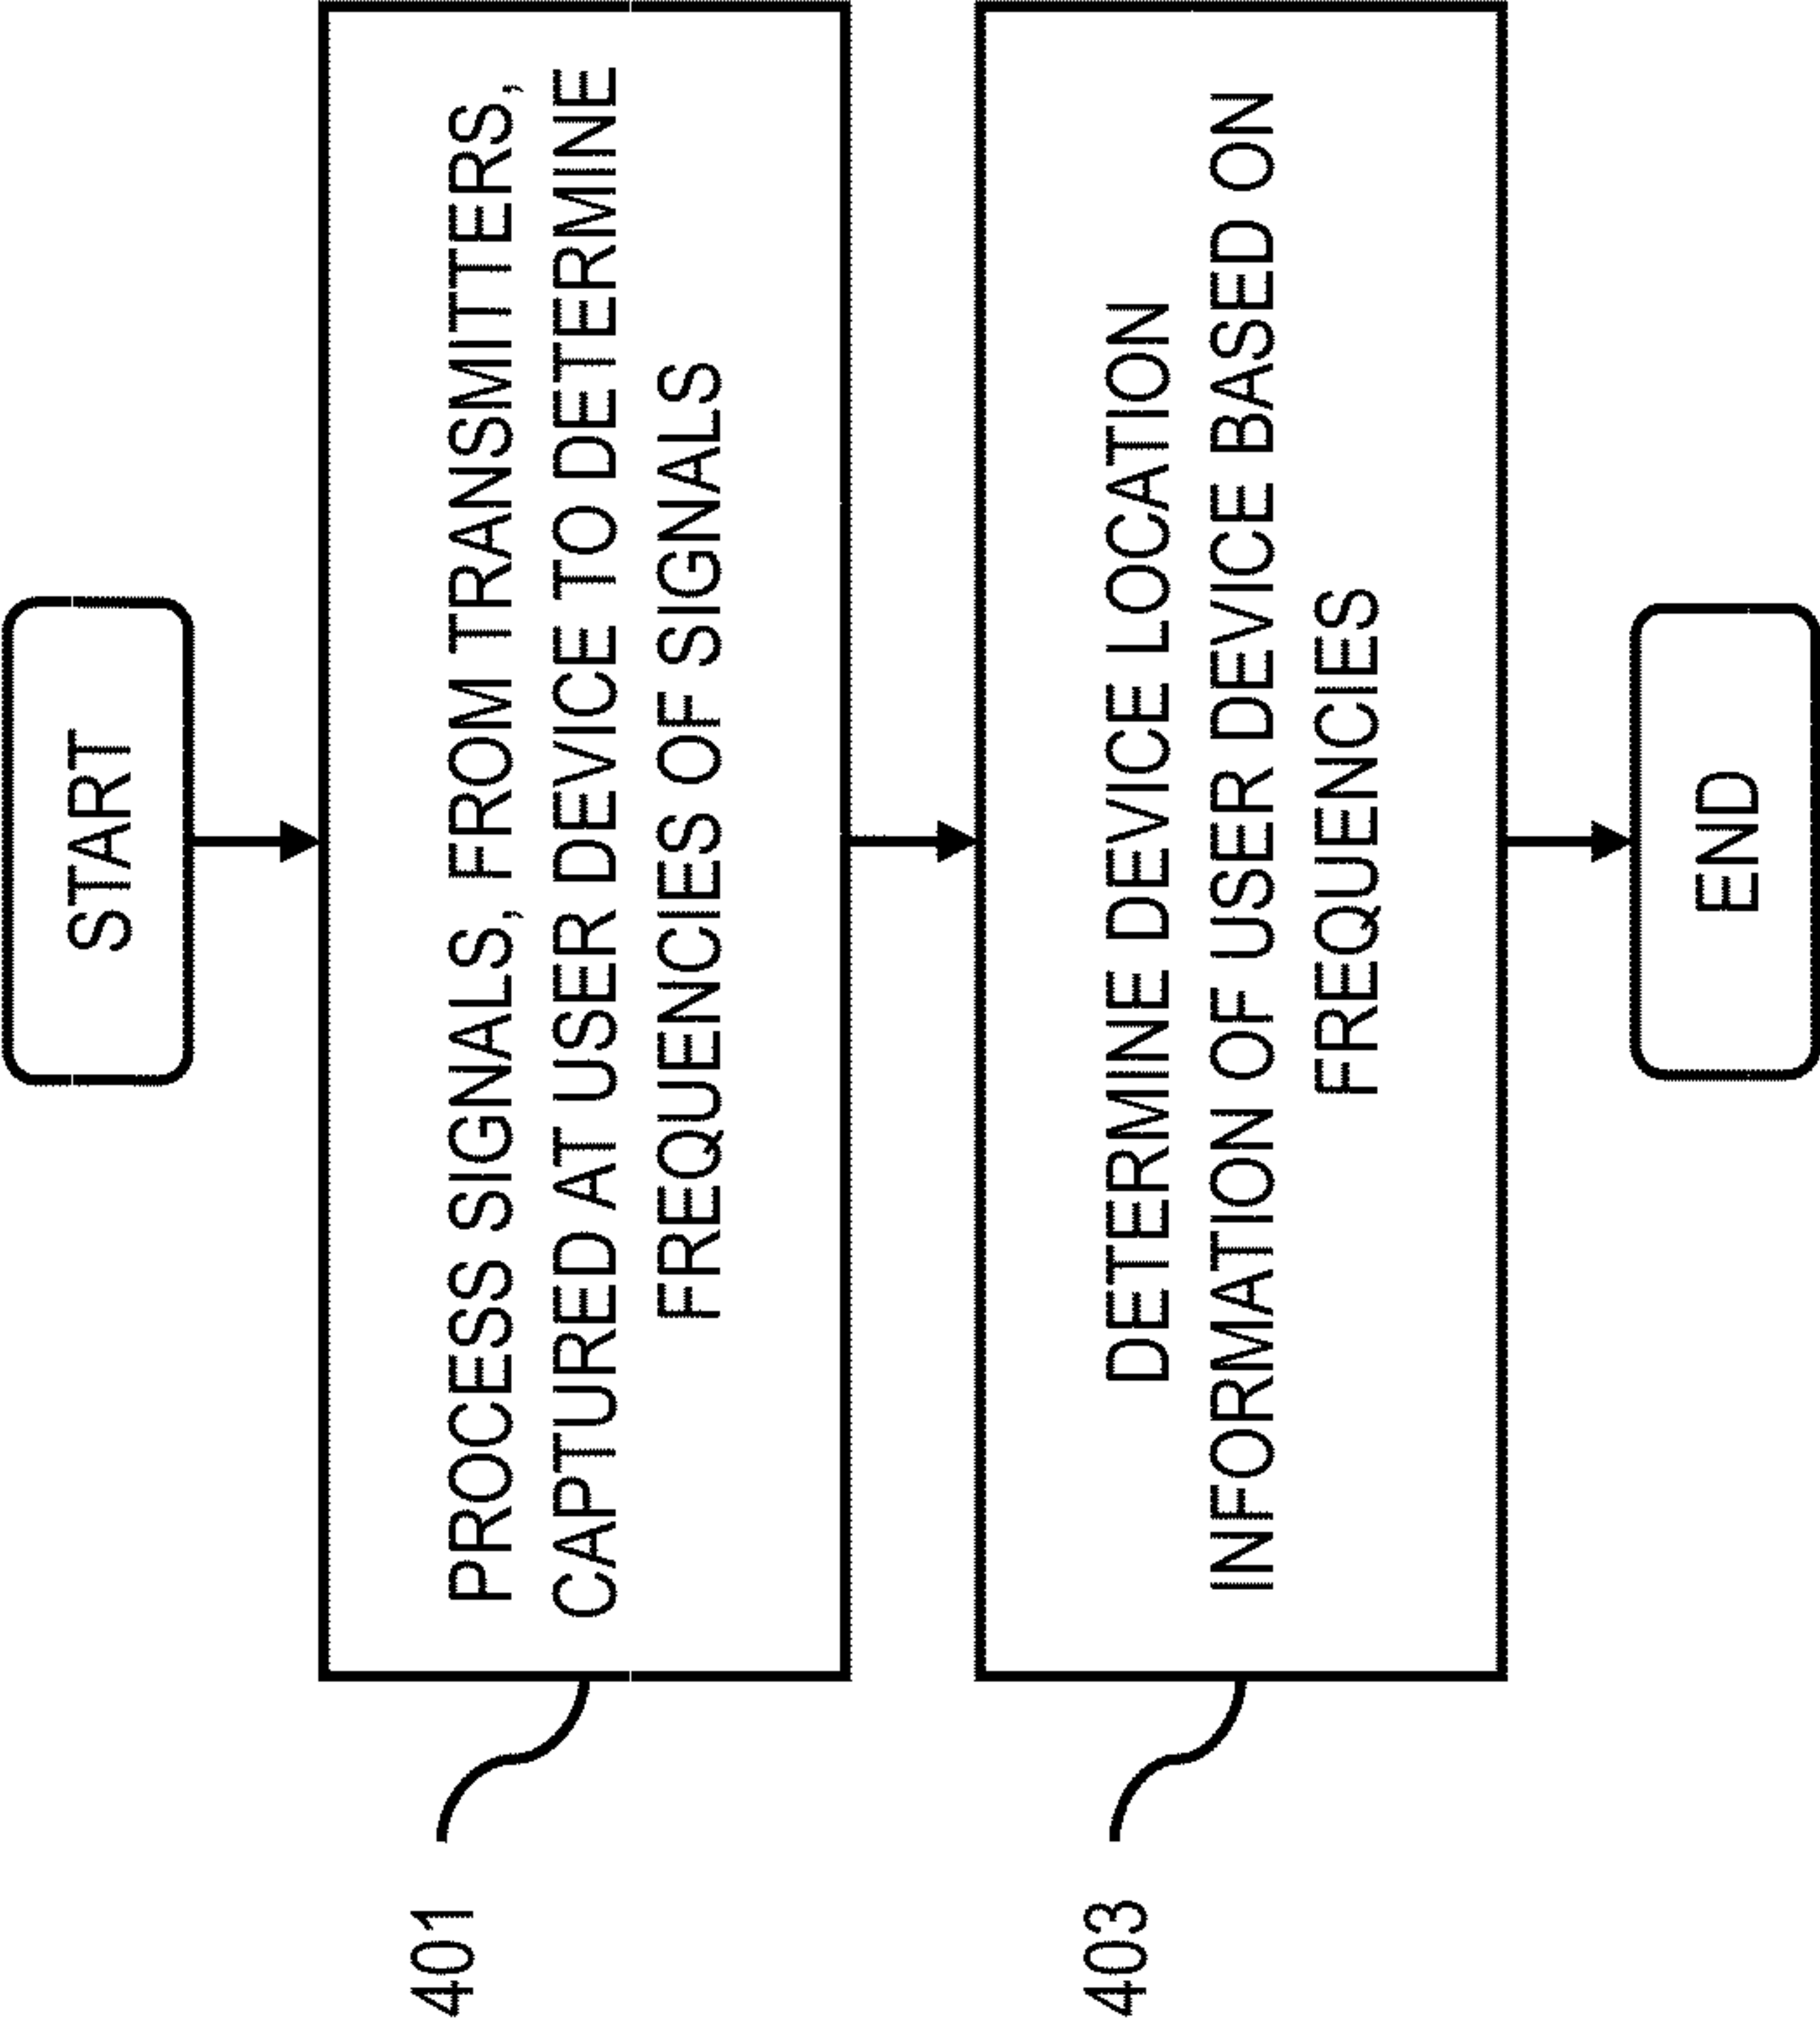 START
PROCESS SIGNALS, FROM TRANSMITTERS,
CAPTURED AT USER DEVICE TO DETERMINE
FREQUENCIES OF SIGNALS
401
DETERMINE DEVICE LOCATION
INFORMATION OF USER DEVICE BASED ON
FREQUENCIES
403
END